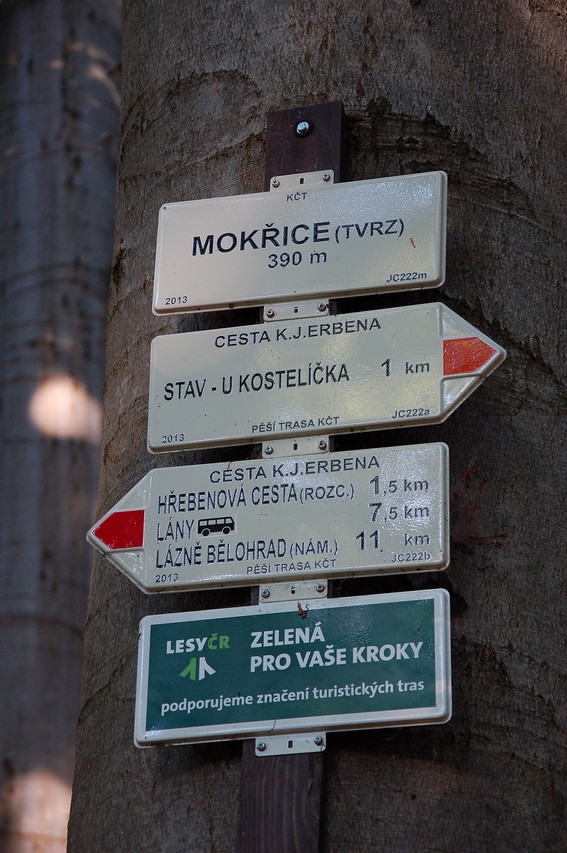 KČT
MOKŘICE (TVRZ)
390 m
2013 JC222m
CESTA K.J.ERBENA
STAV - U KOSTELÍČKA 1 km
PĚŠÍ TRASA KČT
2013 JC222a
CESTA K.J.ERBENA
HŘEBENOVÁ CESTA (ROZC.) 1,5 km
LÁNY 7,5 km
LÁZNĚ BĚLOHRAD (NÁM.) 11 km
PĚŠÍ TRASA KČT
2013 JC222b
LESY ČR
ZELENÁ
PRO VAŠE KROKY
podporujeme značení turistických tras